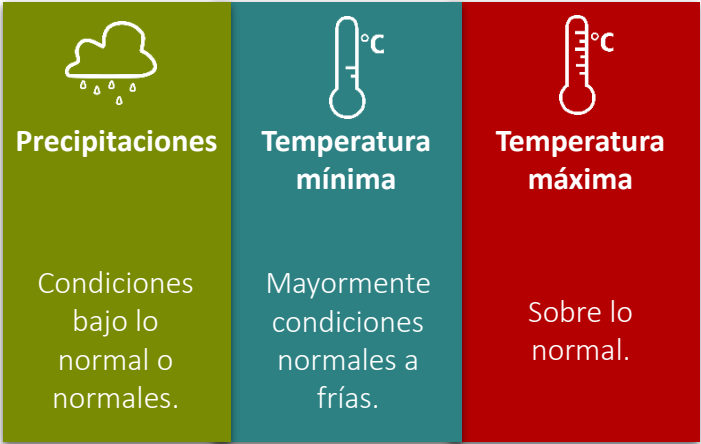 °C
°C
Precipitaciones
Temperatura
mínima
Temperatura
máxima
Condiciones
bajo lo
normal o
normales.
Mayormente
condiciones
normales a
frías.
Sobre lo
normal.